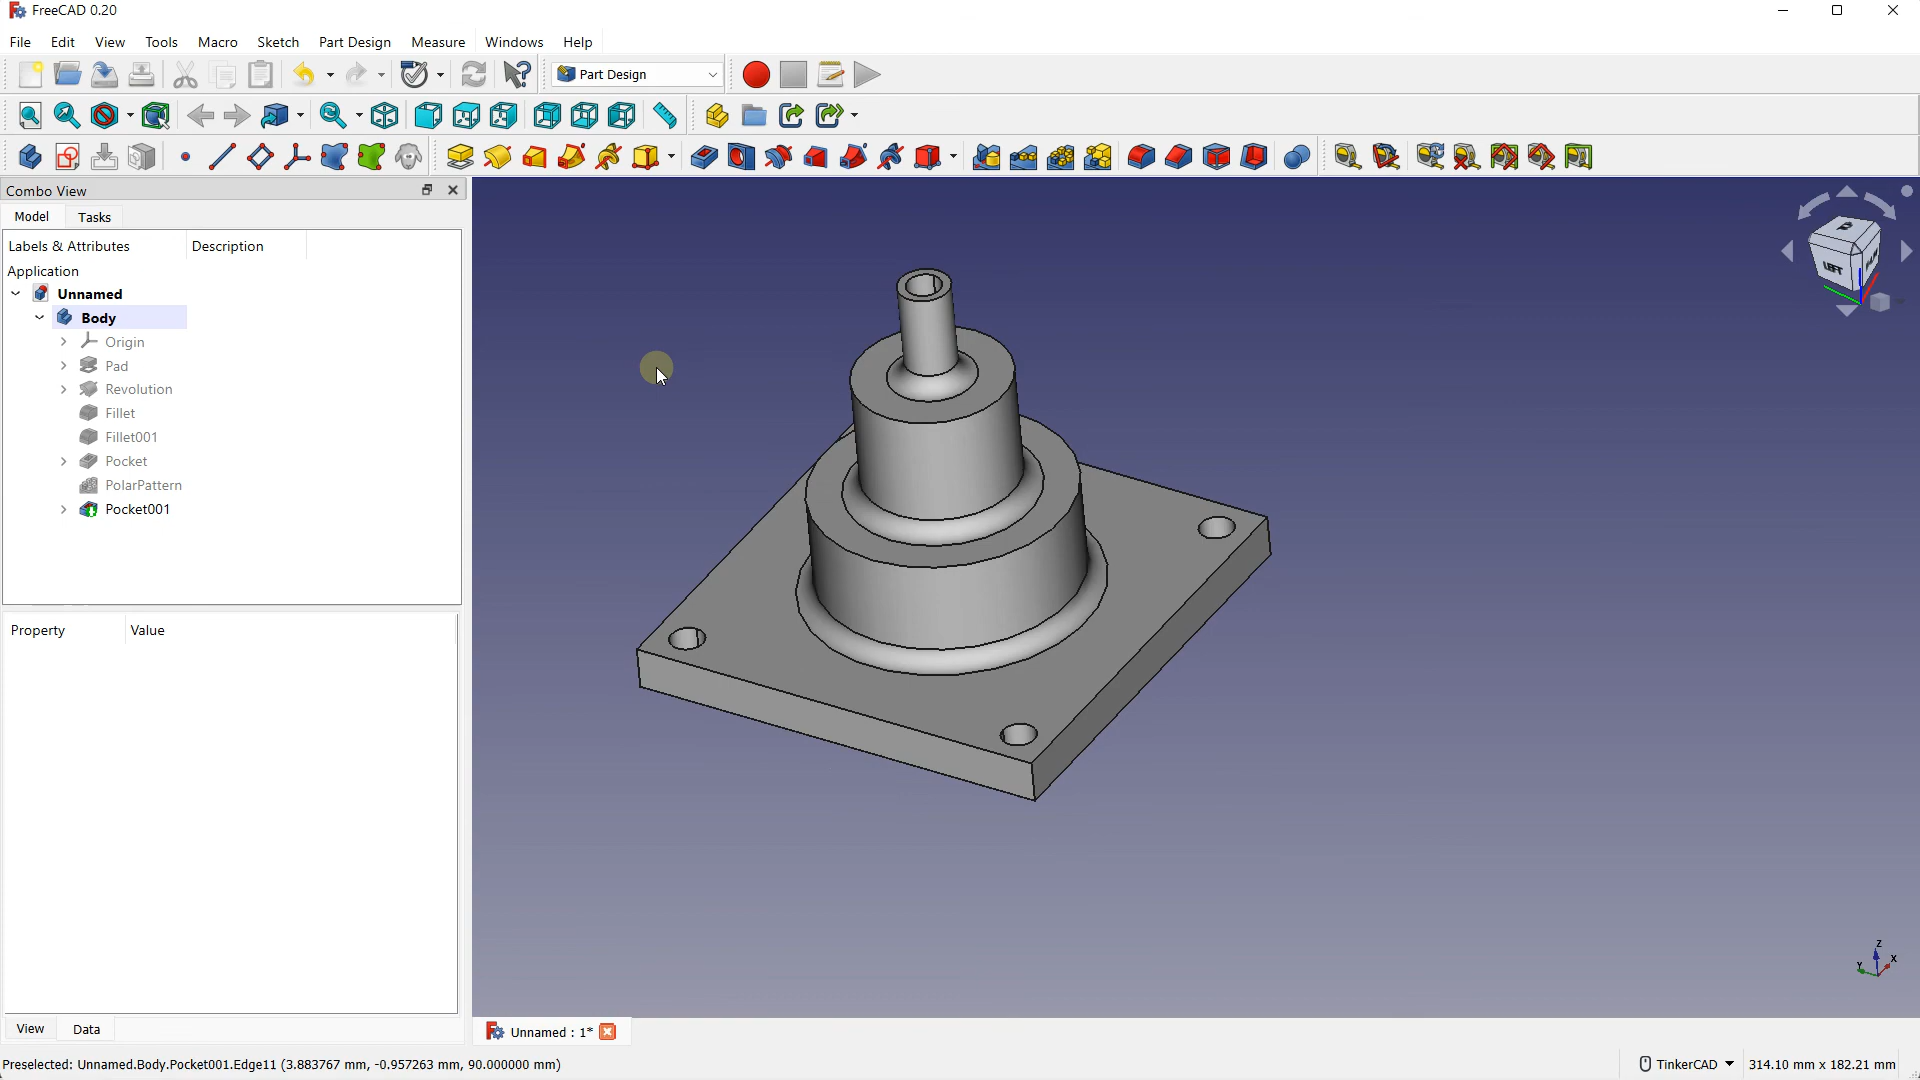 FreeCAD 0.20
File Edit View Tools Macro Sketch Part Design Measure Windows Help
Part Design
Combo View
Model Tasks
Labels & Attributes Description
Application
Unnamed
Body
Origin
Pad
Revolution
Fillet
Fillet001
Pocket
PolarPattern
Pocket001
LEFT
Property Value
Z
X
Y
View Data
Unnamed : 1*
Preselected: Unnamed.Body.Pocket001.Edge11 (3.883767 mm, -0.957263 mm, 90.000000 mm)
TinkerCAD 314.10 mm x 182.21 mm